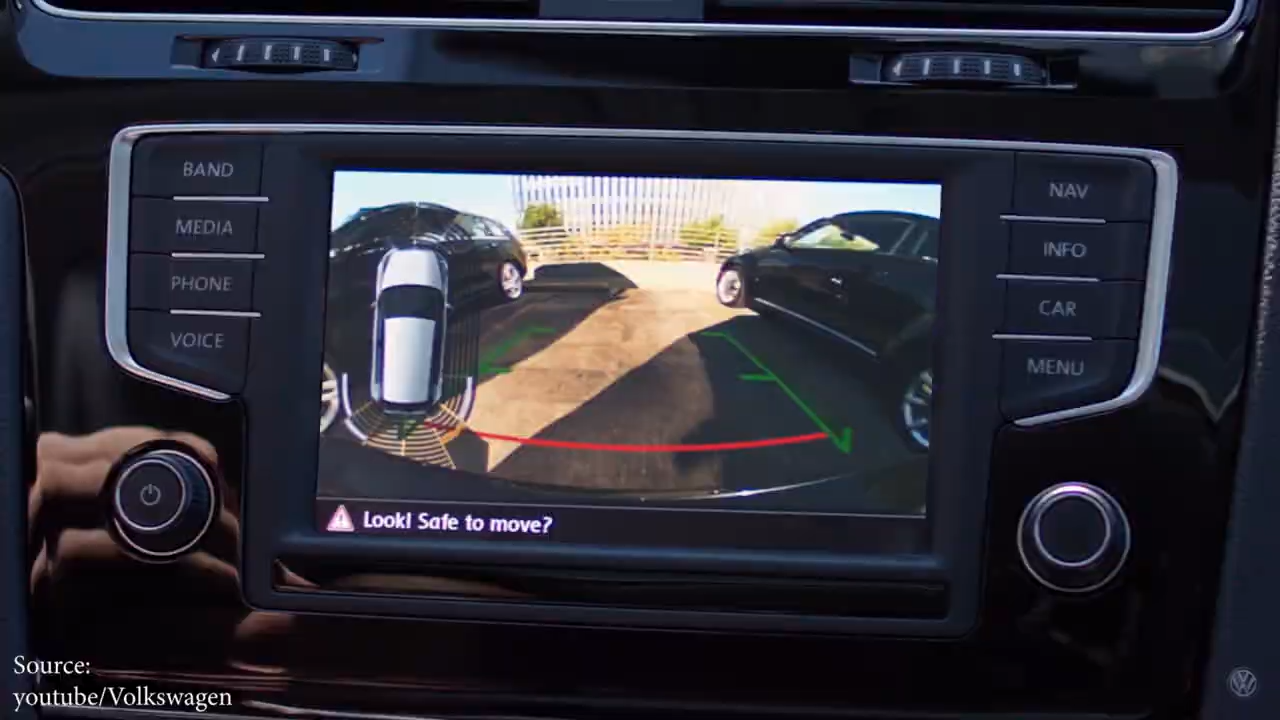 BAND
MEDIA
PHONE
VOICE
NAV
INFO
CAR
MENU
Look! Safe to move?
Source:
youtube/Volkswagen